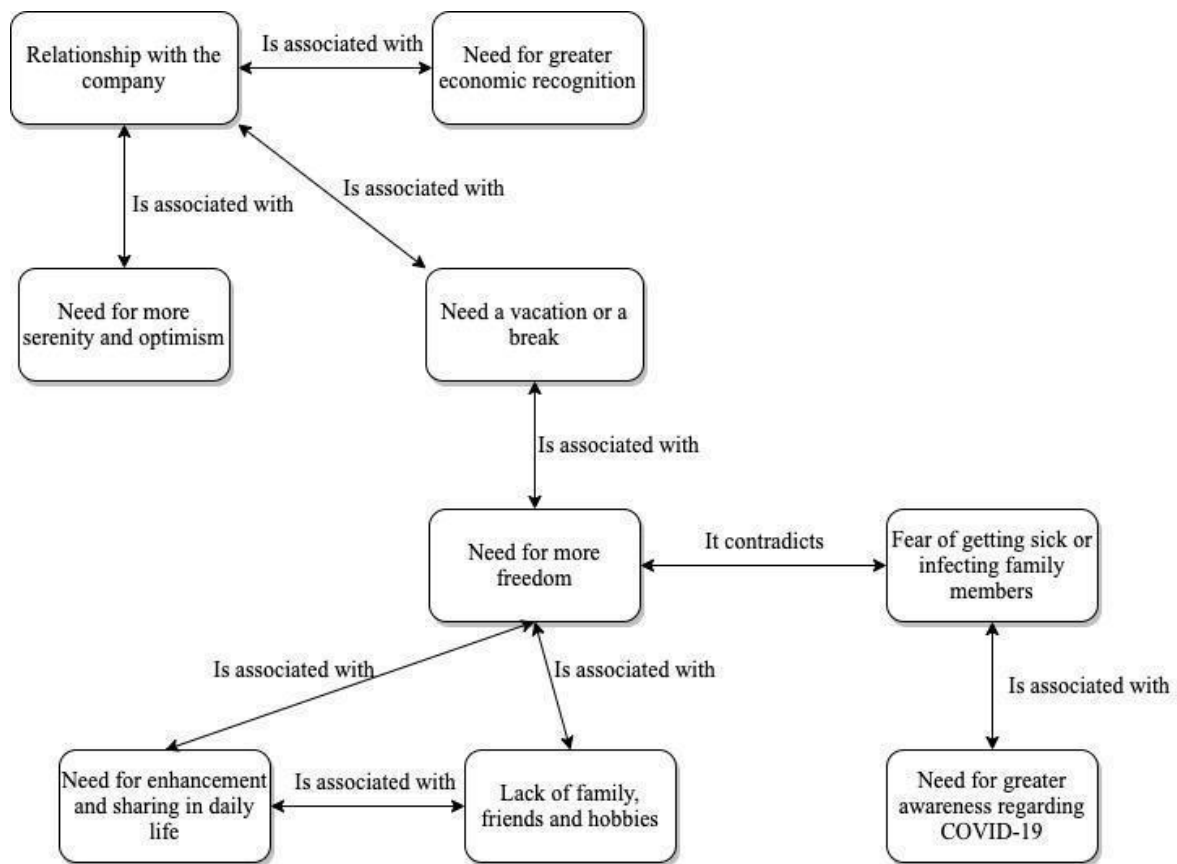 Relationship with the
company
Is associated with
Need for greater
economic recognition
Is associated with
Is associated with
Need for more
serenity and optimism
Need a vacation or a
break
Is associated with
Need for more
freedom
It contradicts
Fear of getting sick or
infecting family
members
Is associated with
Is associated with
Is associated with
Need for enhancement
and sharing in daily
life
Is associated with
Lack of family,
friends and hobbies
Need for greater
awareness regarding
COVID-19